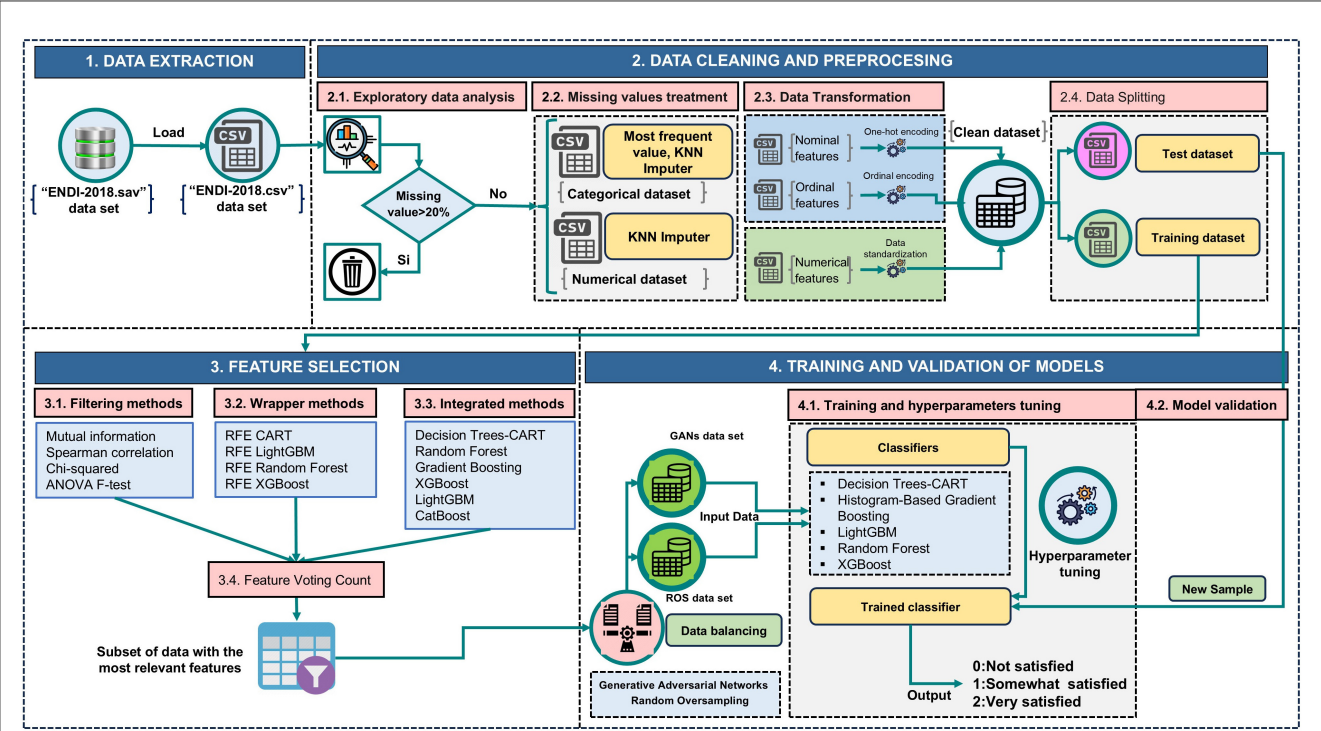 1. DATA EXTRACTION
Load
CSV
“ENDI-2018.sav”
data set
“ENDI-2018.csv”
data set
2. DATA CLEANING AND PREPROCESING
2.1. Exploratory data analysis
Missing
value>20%
No
Si
2.2. Missing values treatment
CSV
Most frequent
value, KNN
Imputer
Categorical dataset
CSV
KNN Imputer
Numerical dataset
2.3. Data Transformation
CSV
Nominal
features
One-hot encoding
CSV
Ordinal
features
Ordinal encoding
CSV
Numerical
features
Data
standardization
Clean dataset
2.4. Data Splitting
CSV
Test dataset
CSV
Training dataset
3. FEATURE SELECTION
3.1. Filtering methods
Mutual information
Spearman correlation
Chi-squared
ANOVA F-test
3.2. Wrapper methods
RFE CART
RFE LightGBM
RFE Random Forest
RFE XGBoost
3.3. Integrated methods
Decision Trees-CART
Random Forest
Gradient Boosting
XGBoost
LightGBM
CatBoost
3.4. Feature Voting Count
Subset of data with the
most relevant features
4. TRAINING AND VALIDATION OF MODELS
GANs data set
Input Data
ROS data set
Data balancing
Generative Adversarial Networks
Random Oversampling
4.1. Training and hyperparameters tuning
Classifiers
▪ Decision Trees-CART
▪ Histogram-Based Gradient
Boosting
▪ LightGBM
▪ Random Forest
▪ XGBoost
Hyperparameter
tuning
Trained classifier
Output
0:Not satisfied
1:Somewhat satisfied
2:Very satisfied
4.2. Model validation
New Sample